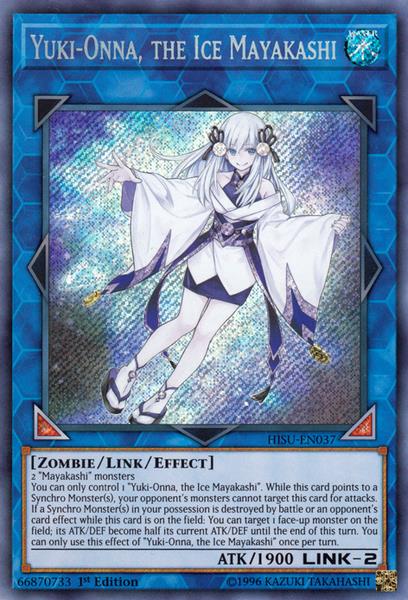 YUKI-ONNA, THE ICE MAYAKASHI
WATER
HISU-EN037
[ZOMBIE/LINK/EFFECT]
2 "Mayakashi" monsters
You can only control 1 "Yuki-Onna, the Ice Mayakashi". While this card points to a
Synchro Monster(s), your opponent's monsters cannot target this card for attacks.
If a Synchro Monster(s) in your possession is destroyed by battle or an opponent's
card effect while this card is on the field: You can target 1 face-up monster on the
field; its ATK/DEF become half its current ATK/DEF until the end of this turn. You
can only use this effect of "Yuki-Onna, the Ice Mayakashi" once per turn.
ATK/1900 LINK-2
66870733 1st Edition ©1996 KAZUKI TAKAHASHI